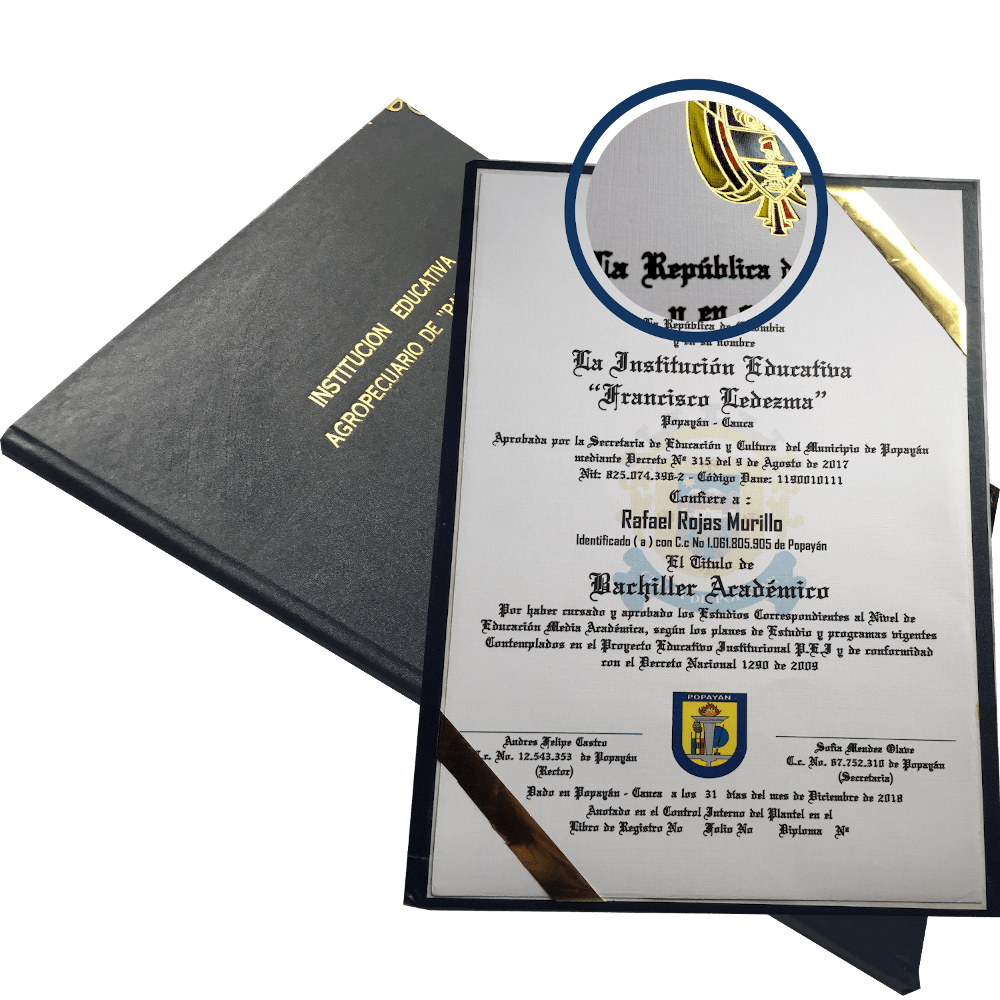 INSTITUCION EDUCATIVA
AGROPECUARIO DE "PA
La República d
y en s
La República de Colombia
y en su nombre
La Institución Educativa
“Francisco Ledezma”
Popayán - Cauca
Aprobada por la Secretaria de Educación y Cultura del Municipio de Popayán
mediante Decreto Nº 315 del 9 de Agosto de 2017
Nit: 825.074.396-2 - Código Dane: 1190010111
Confiere a :
Rafael Rojas Murillo
Identificado ( a ) con C.c No 1.061.805.905 de Popayán
El Titulo de
Bachiller Académico
Por haber cursado y aprobado los Estudios Correspondientes al Nivel de
Educación Media Académica, según los planes de Estudio y programas vigentes
Contemplados en el Proyecto Educativo Institucional P.E.I y de conformidad
con el Decreto Nacional 1290 de 2009
POPAYAN
Andres Felipe Castro
C.c. No. 12.543.353 de Popayán
(Rector)
Sofia Mendez Olave
C.c. No. 67.752.310 de Popayán
(Secretaria)
Dado en Popayán - Cauca a los 31 días del mes de Diciembre de 2018
Anotado en el Control Interno del Plantel en el
Libro de Registro No Folio No Diploma Nº